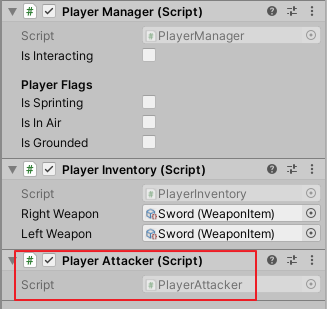 # Player Manager (Script)
Script # PlayerManager
Is Interacting
Player Flags
Is Sprinting
Is In Air
Is Grounded
# Player Inventory (Script)
Script # PlayerInventory
Right Weapon Sword (WeaponItem)
Left Weapon Sword (WeaponItem)
# Player Attacker (Script)
Script # PlayerAttacker